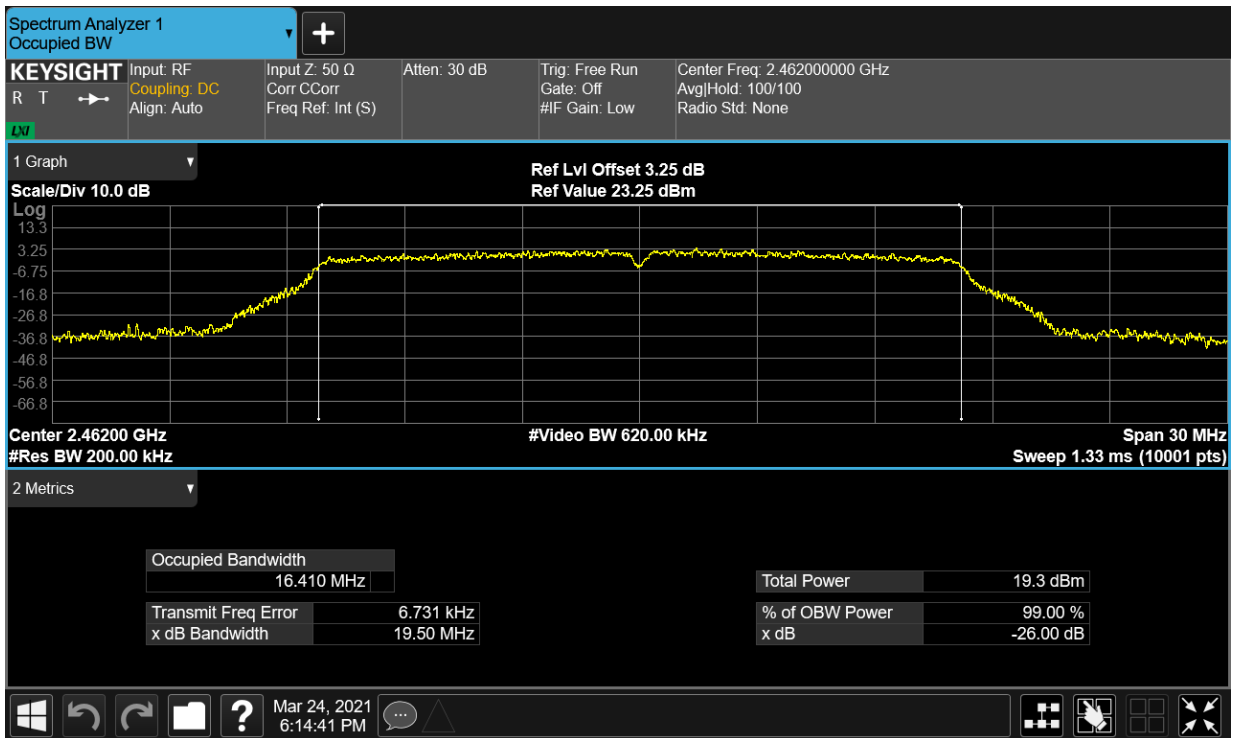 Spectrum Analyzer 1
Occupied BW
▼
+
KEYSIGHT
R T
LXI
Input: RF
Coupling: DC
Align: Auto
Input Z: 50 Ω
Corr CCorr
Freq Ref: Int (S)
Atten: 30 dB
Trig: Free Run
Gate: Off
#IF Gain: Low
Center Freq: 2.462000000 GHz
Avg|Hold: 100/100
Radio Std: None
1 Graph ▼
Scale/Div 10.0 dB
Ref Lvl Offset 3.25 dB
Ref Value 23.25 dBm
Log
13.3
3.25
-6.75
-16.8
-26.8
-36.8
-46.8
-56.8
-66.8
Center 2.46200 GHz
#Res BW 200.00 kHz
#Video BW 620.00 kHz
Span 30 MHz
Sweep 1.33 ms (10001 pts)
2 Metrics ▼
Occupied Bandwidth
16.410 MHz
Transmit Freq Error 6.731 kHz
x dB Bandwidth 19.50 MHz
Total Power 19.3 dBm
% of OBW Power 99.00 %
x dB -26.00 dB
?
Mar 24, 2021
6:14:41 PM